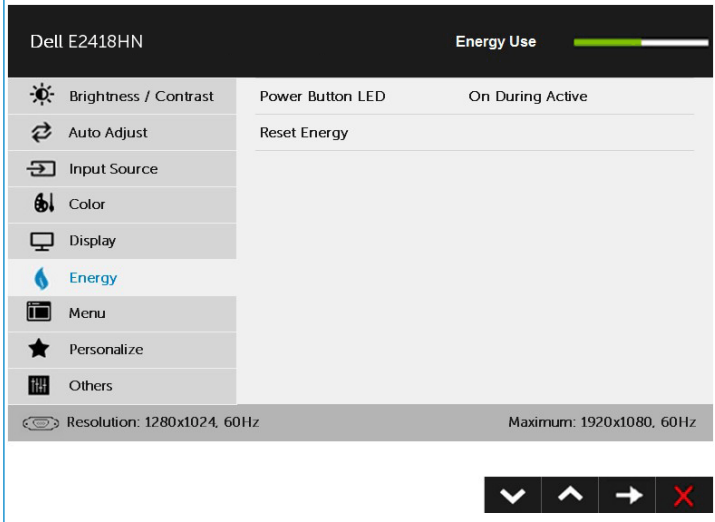 Dell E2418HN Energy Use
Brightness / Contrast Power Button LED On During Active
Auto Adjust Reset Energy
Input Source
Color
Display
Energy
Menu
Personalize
Others
Resolution: 1280x1024, 60Hz Maximum: 1920x1080, 60Hz